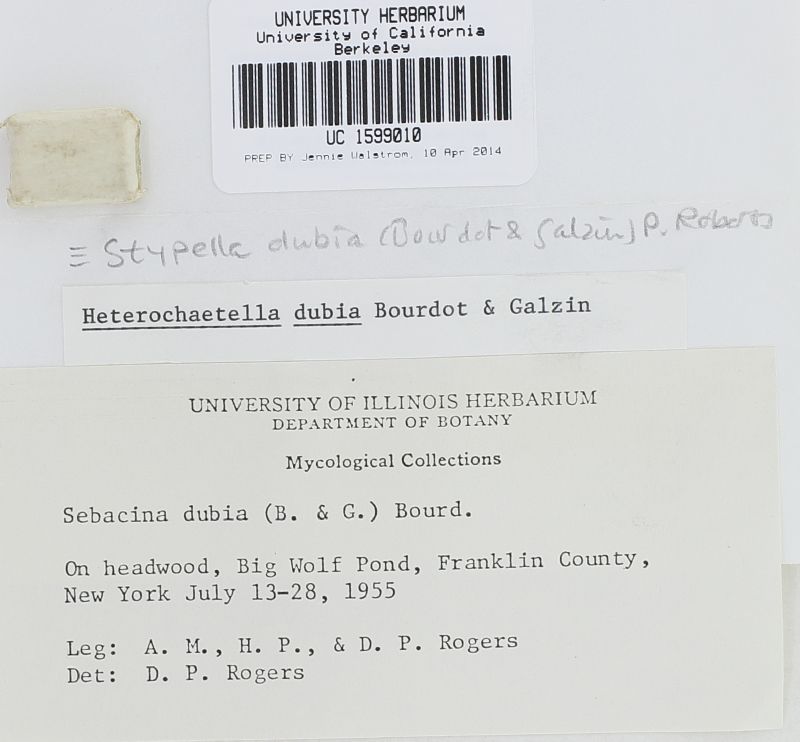 UNIVERSITY HERBARIUM
University of California
Berkeley
UC 1599010
PREP BY Jennie Walstrom, 10 Apr 2014
≡ Stypella dubia (Bourdot & Galzin) P. Roberts
Heterochaetella dubia Bourdot & Galzin
UNIVERSITY OF ILLINOIS HERBARIUM
DEPARTMENT OF BOTANY
Mycological Collections
Sebacina dubia (B. & G.) Bourd.
On headwood, Big Wolf Pond, Franklin County,
New York July 13-28, 1955
Leg: A. M., H. P., & D. P. Rogers
Det: D. P. Rogers